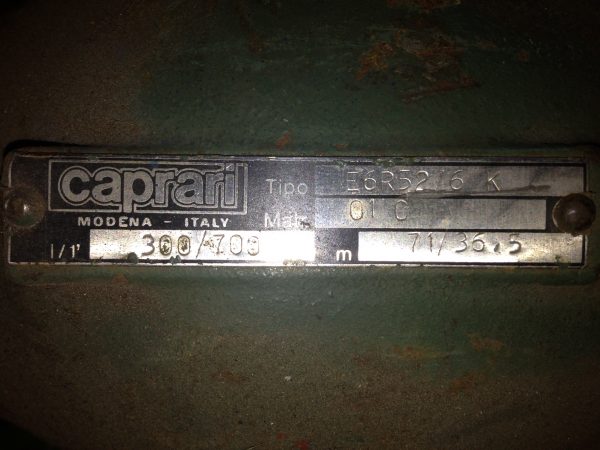 caprari
MODENA - ITALY
Tipo E6R52/6 K
Mat. 01 C
l/1' 300/700
m 71/36.5